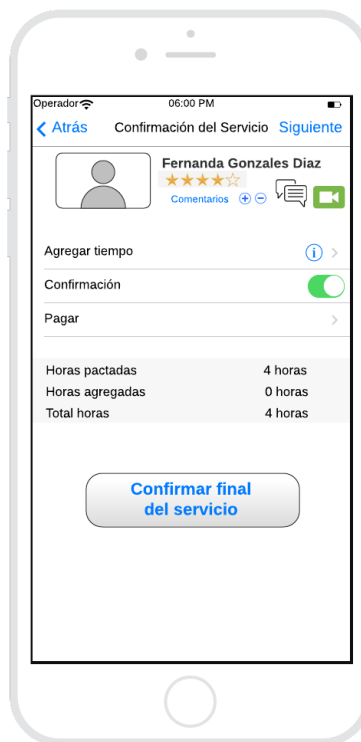 Operador 06:00 PM
Atrás Confirmación del Servicio Siguiente
Fernanda Gonzales Diaz
Comentarios
Agregar tiempo
Confirmación
Pagar
Horas pactadas 4 horas
Horas agregadas 0 horas
Total horas 4 horas
Confirmar final
del servicio